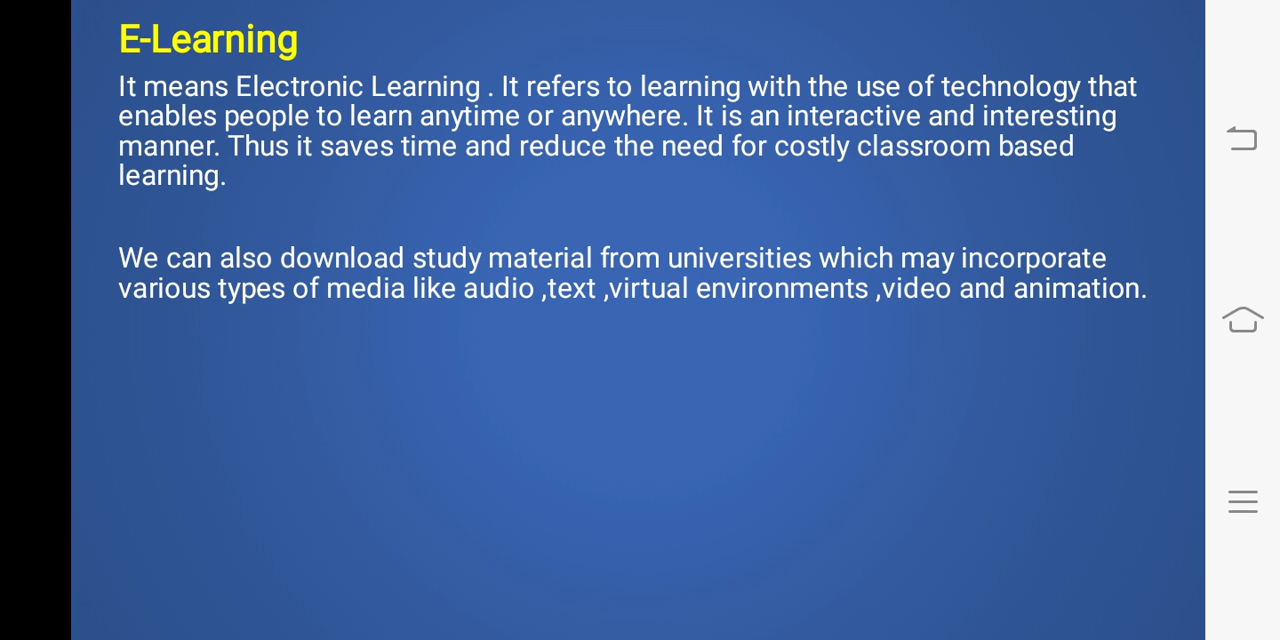 E-Learning
It means Electronic Learning . It refers to learning with the use of technology that
enables people to learn anytime or anywhere. It is an interactive and interesting
manner. Thus it saves time and reduce the need for costly classroom based
learning.
We can also download study material from universities which may incorporate
various types of media like audio ,text ,virtual environments ,video and animation.